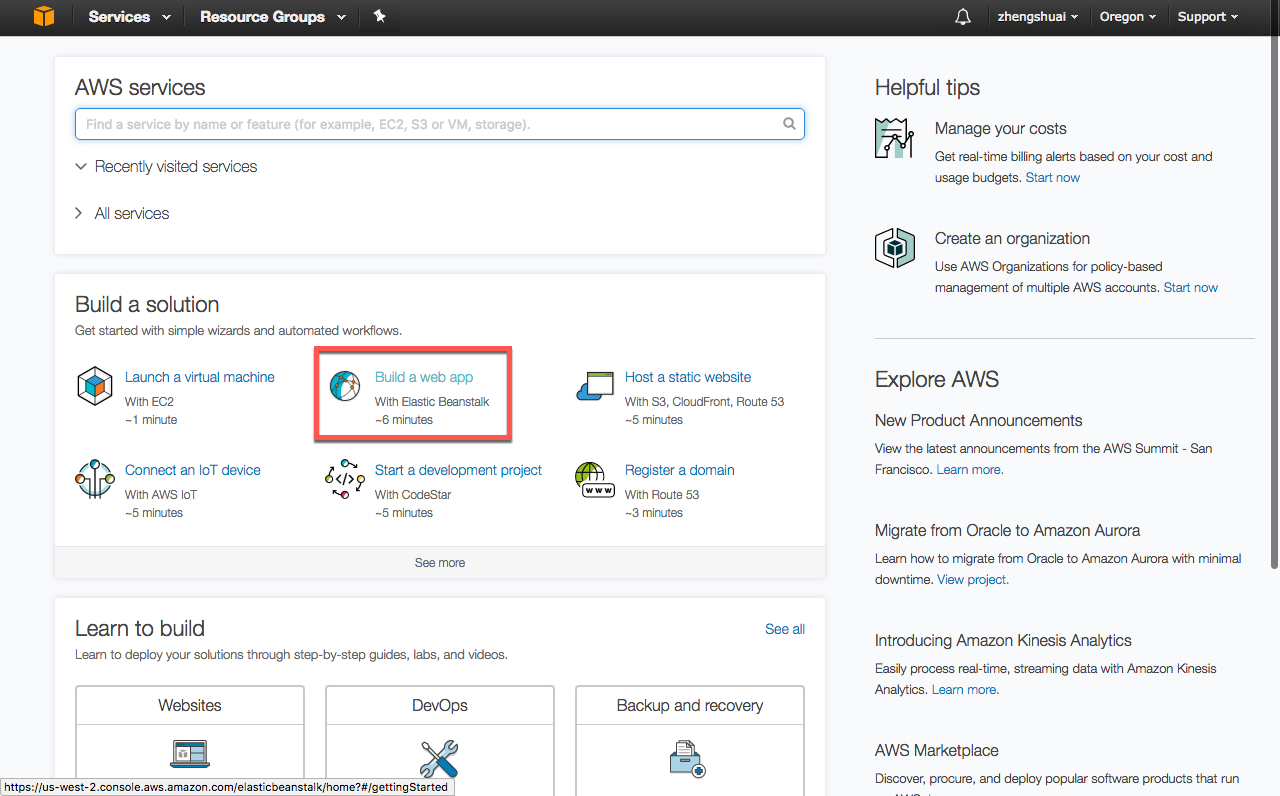 Services
Resource Groups
zhengshuai
Oregon
Support
AWS services
Find a service by name or feature (for example, EC2, S3 or VM, storage).
Recently visited services
All services
Build a solution
Get started with simple wizards and automated workflows.
Launch a virtual machine
With EC2
~1 minute
Build a web app
With Elastic Beanstalk
~6 minutes
Host a static website
With S3, CloudFront, Route 53
~5 minutes
Connect an IoT device
With AWS IoT
~5 minutes
Start a development project
With CodeStar
~5 minutes
Register a domain
With Route 53
~3 minutes
WWW
See more
Learn to build
See all
Learn to deploy your solutions through step-by-step guides, labs, and videos.
Websites
DevOps
Backup and recovery
https://us-west-2.console.aws.amazon.com/elasticbeanstalk/home?#/gettingStarted
Helpful tips
Manage your costs
Get real-time billing alerts based on your cost and
usage budgets. Start now
Create an organization
Use AWS Organizations for policy-based
management of multiple AWS accounts. Start now
Explore AWS
New Product Announcements
View the latest announcements from the AWS Summit - San
Francisco. Learn more.
Migrate from Oracle to Amazon Aurora
Learn how to migrate from Oracle to Amazon Aurora with minimal
downtime. View project.
Introducing Amazon Kinesis Analytics
Easily process real-time, streaming data with Amazon Kinesis
Analytics. Learn more.
AWS Marketplace
Discover, procure, and deploy popular software products that run